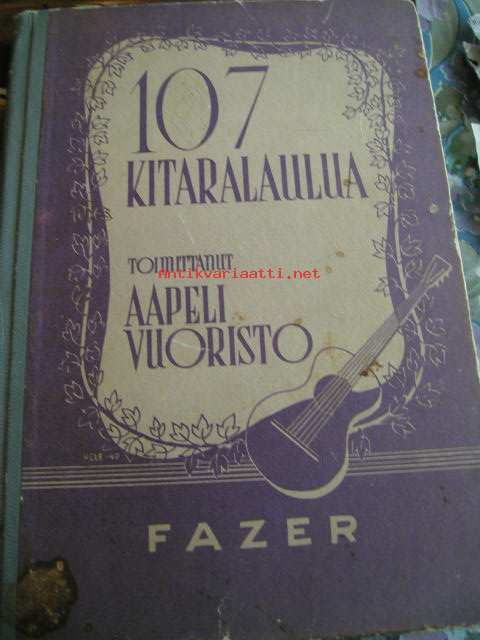 107
KITARALAULUA
TOIMITTANUT
antikvariaatti.net
AAPELI
VUORISTO
FAZER